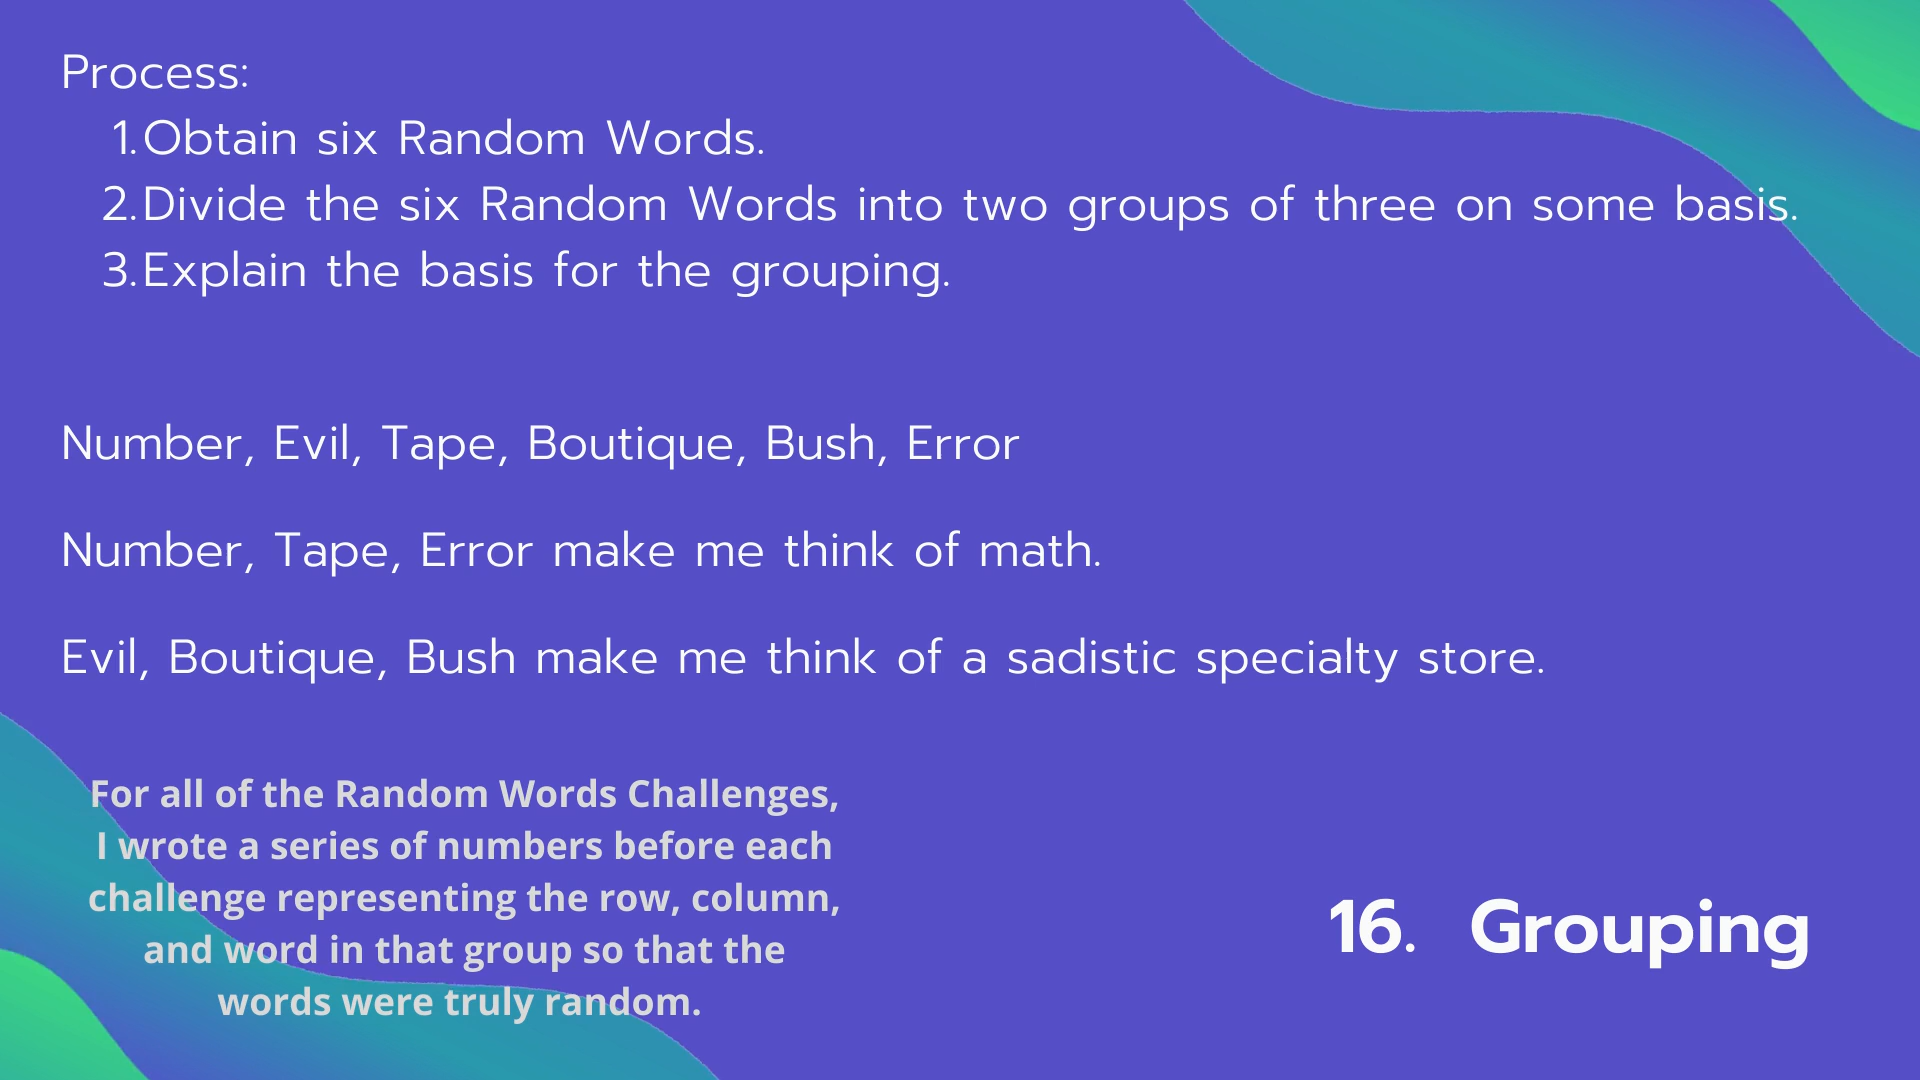 Process:
1. Obtain six Random Words.
2. Divide the six Random Words into two groups of three on some basis.
3. Explain the basis for the grouping.
Number, Evil, Tape, Boutique, Bush, Error
Number, Tape, Error make me think of math.
Evil, Boutique, Bush make me think of a sadistic specialty store.
For all of the Random Words Challenges,
I wrote a series of numbers before each
challenge representing the row, column,
and word in that group so that the
words were truly random.
16. Grouping